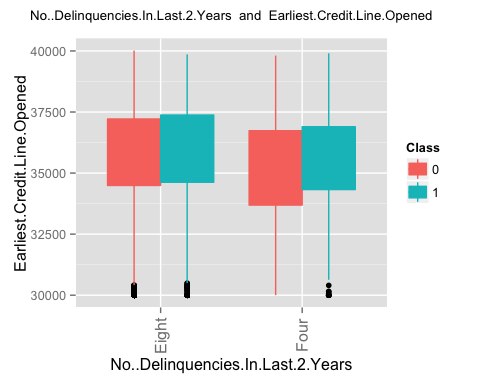 No..Delinquencies.In.Last.2.Years and Earliest.Credit.Line.Opened
Earliest.Credit.Line.Opened
40000
37500
35000
32500
30000
Eight
Four
No..Delinquencies.In.Last.2.Years
Class
0
1